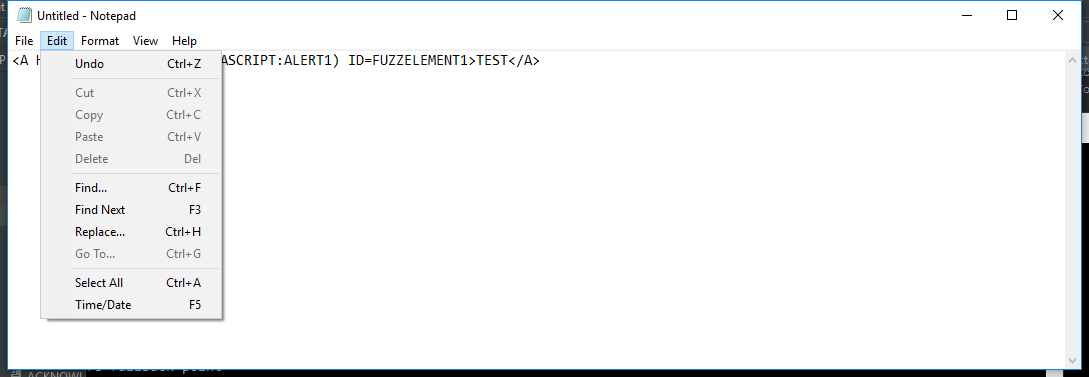 Untitled - Notepad
File Edit Format View Help
<A H ASCRIPT:ALERT1) ID=FUZZELEMENT1>TEST</A>
Undo Ctrl+Z
Cut Ctrl+X
Copy Ctrl+C
Paste Ctrl+V
Delete Del
Find... Ctrl+F
Find Next F3
Replace... Ctrl+H
Go To... Ctrl+G
Select All Ctrl+A
Time/Date F5
ACKNOWL